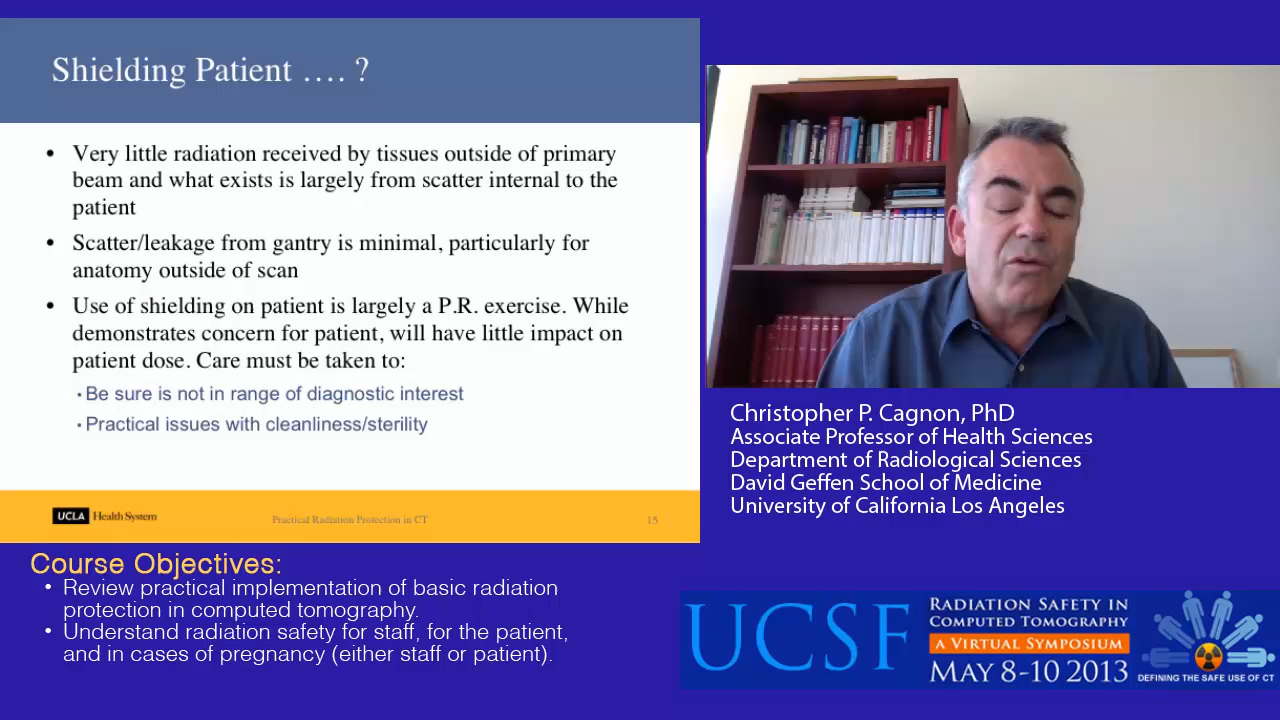 Shielding Patient .... ?
• Very little radiation received by tissues outside of primary
beam and what exists is largely from scatter internal to the
patient
• Scatter/leakage from gantry is minimal, particularly for
anatomy outside of scan
• Use of shielding on patient is largely a P.R. exercise. While
demonstrates concern for patient, will have little impact on
patient dose. Care must be taken to:
• Be sure is not in range of diagnostic interest
• Practical issues with cleanliness/sterility
UCLA Health System
Practical Radiation Protection in CT
15
Christopher P. Cagnon, PhD
Associate Professor of Health Sciences
Department of Radiological Sciences
David Geffen School of Medicine
University of California Los Angeles
Course Objectives:
• Review practical implementation of basic radiation
protection in computed tomography.
• Understand radiation safety for staff, for the patient,
and in cases of pregnancy (either staff or patient).
UCSF
RADIATION SAFETY IN
COMPUTED TOMOGRAPHY
A VIRTUAL SYMPOSIUM
MAY 8-10 2013
DEFINING THE SAFE USE OF CT